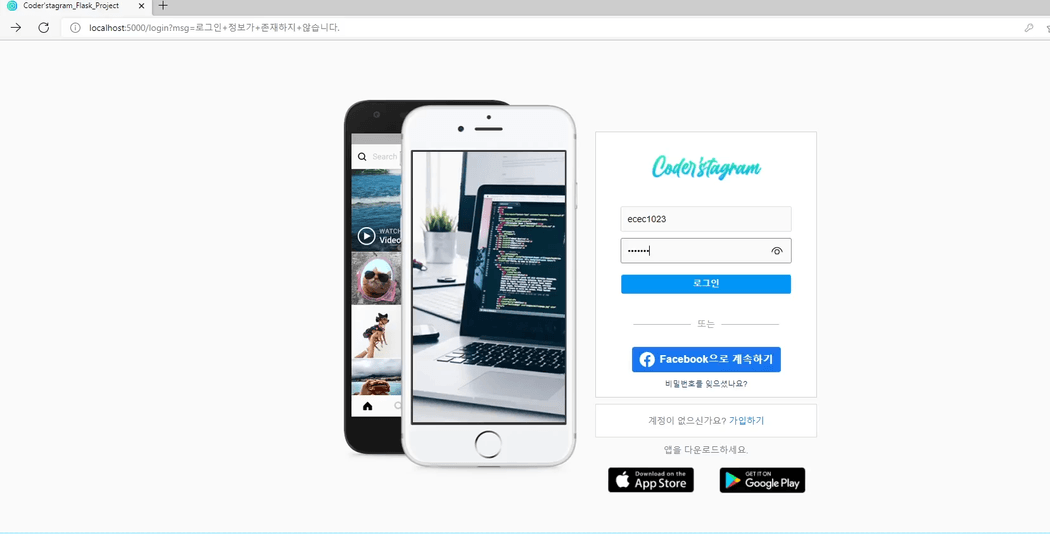 Coder'stagram_Flask_Project
localhost:5000/login?msg=로그인+정보가+존재하지+않습니다.
Search
WATCH
Video
Coder'stagram
ecec1023
•••••••
로그인
또는
Facebook으로 계속하기
비밀번호를 잊으셨나요?
계정이 없으신가요? 가입하기
앱을 다운로드하세요.
Download on the
App Store
GET IT ON
Google Play